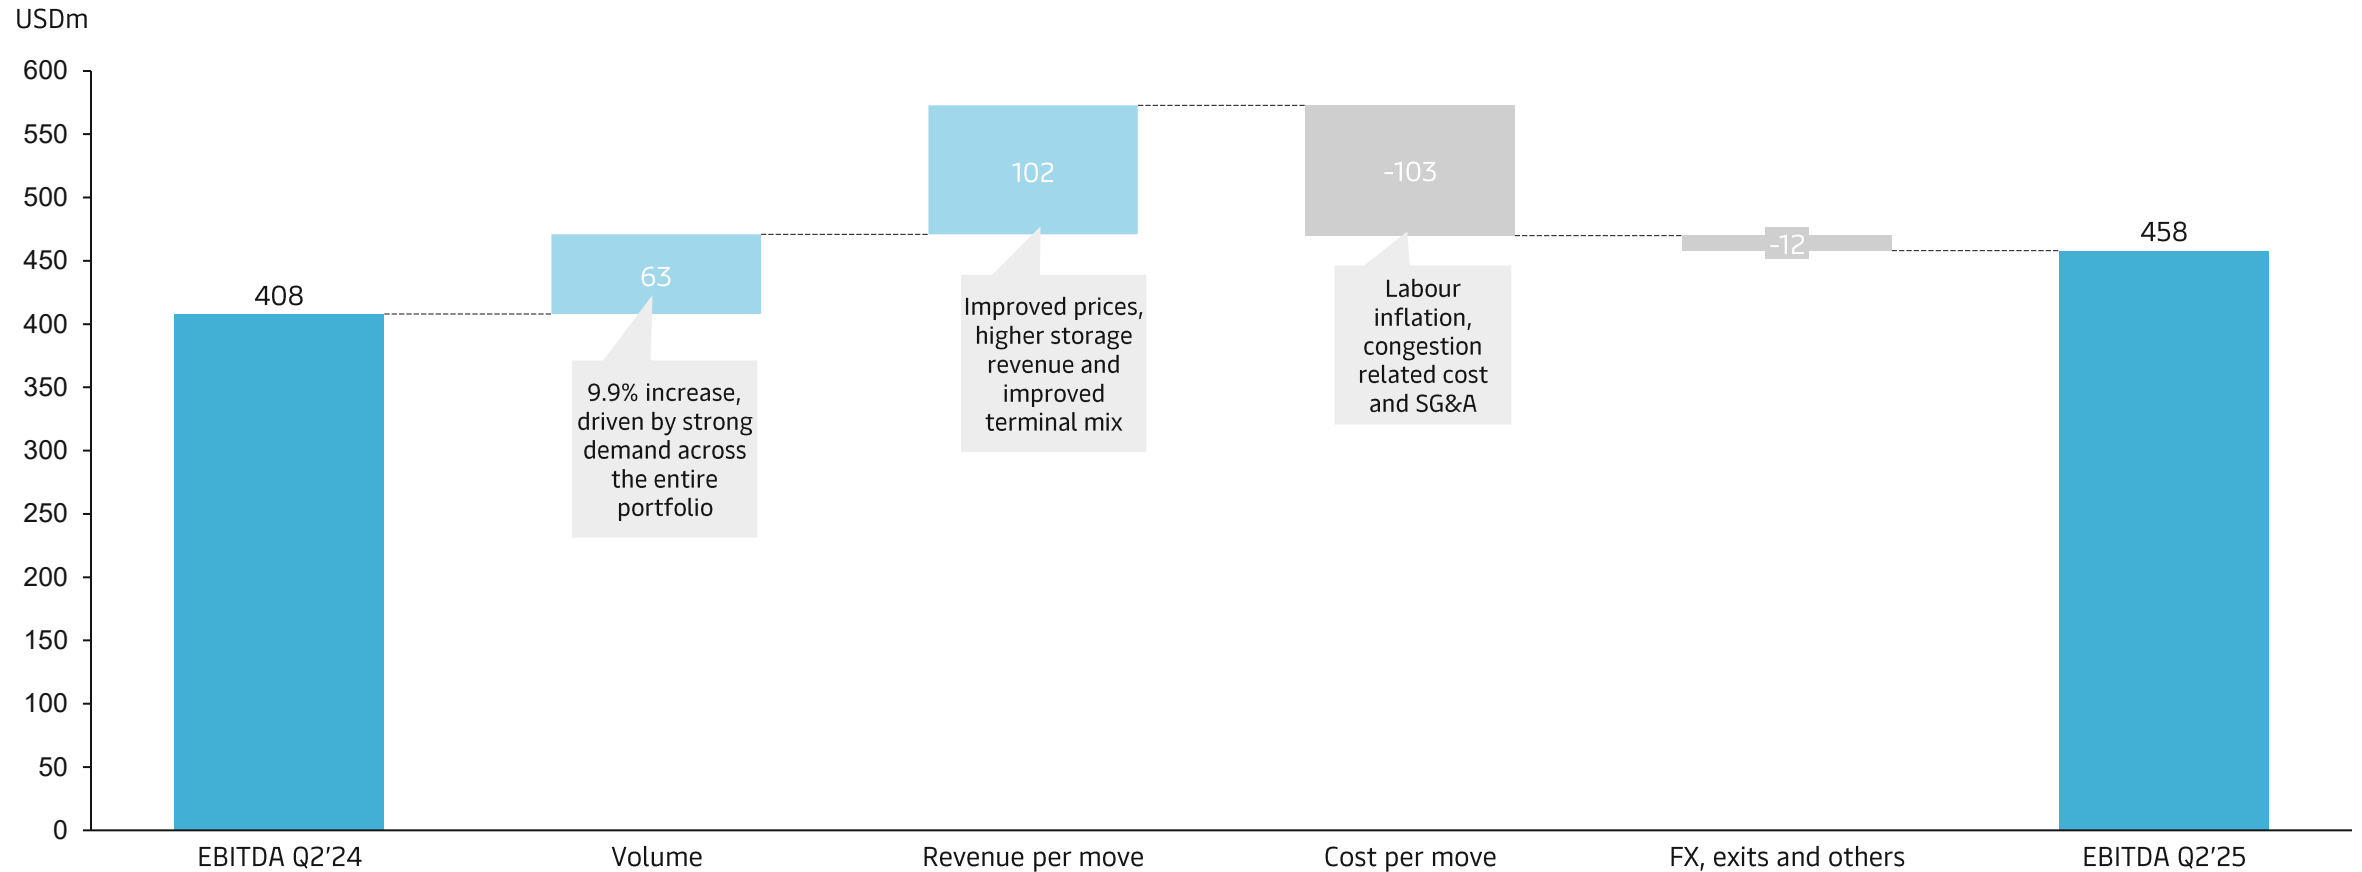 USDm
600
550
500
450
400
350
300
250
200
150
100
50
0
408
63
102
-103
-12
458
9.9% increase,
driven by strong
demand across
the entire
portfolio
Improved prices,
higher storage
revenue and
improved
terminal mix
Labour
inflation,
congestion
related cost
and SG&A
EBITDA Q2’24
Volume
Revenue per move
Cost per move
FX, exits and others
EBITDA Q2’25